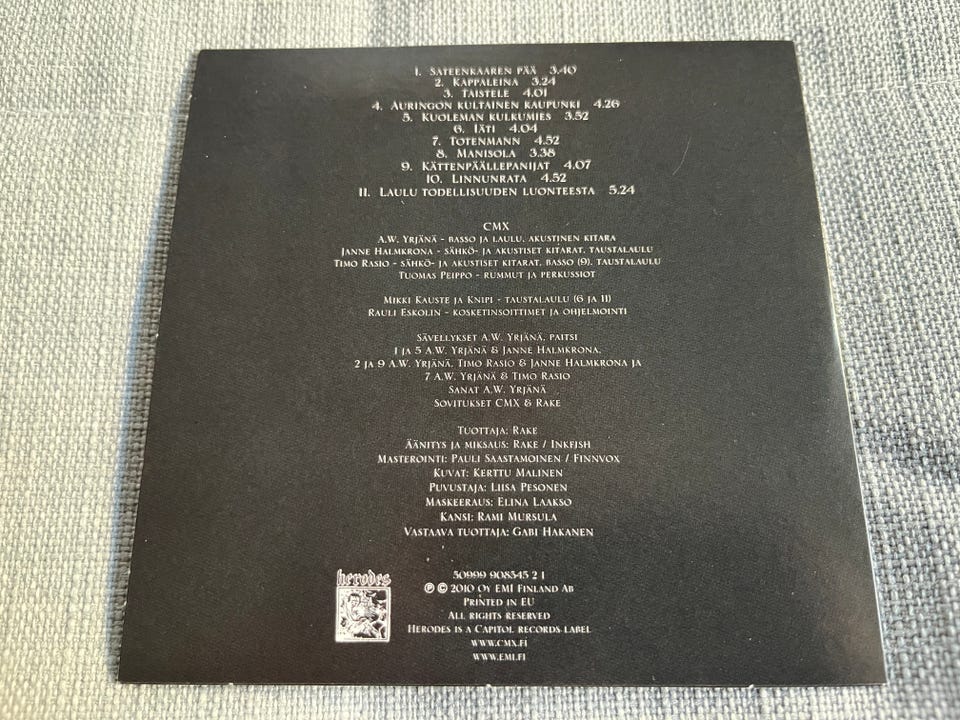 1. Sateenkaaren pää 3.40
2. Kappaleina 3.24
3. Taistele 4.01
4. Auringon kultainen kaupunki 4.26
5. Kuoleman kulkumies 3.52
6. Iäti 4.04
7. Totenmann 4.52
8. Manisola 3.38
9. Kättenpäällepanijat 4.07
10. Linnunrata 4.52
11. Laulu todellisuuden luonteesta 5.24
CMX
A.W. Yrjänä - basso ja laulu, akustinen kitara
Janne Halmkrona - sähkö- ja akustiset kitarat, taustalaulu
Timo Rasio - sähkö- ja akustiset kitarat, basso (9), taustalaulu
Tuomas Peippo - rummut ja perkussiot
Mikki Kauste ja Knipi - taustalaulu (6 ja 11)
Rauli Eskolin - kosketinsoittimet ja ohjelmointi
Sävellykset A.W. Yrjänä, paitsi
1 ja 5 A.W. Yrjänä & Janne Halmkrona,
2 ja 9 A.W. Yrjänä, Timo Rasio & Janne Halmkrona ja
7 A.W. Yrjänä & Timo Rasio
Sanat A.W. Yrjänä
Sovitukset CMX & Rake
Tuottaja: Rake
Äänitys ja miksaus: Rake / Inkfish
Masterointi: Pauli Saastamoinen / Finnvox
Kuvat: Kerttu Malinen
Puvustaja: Liisa Pesonen
Maskeeraus: Elina Laakso
Kansi: Rami Mursula
Vastaava tuottaja: Gabi Hakanen
herodes
50999 908545 2 1
℗ © 2010 Oy EMI Finland Ab
Printed in EU
All rights reserved
Herodes is a Capitol records label
www.cmx.fi
www.emi.fi